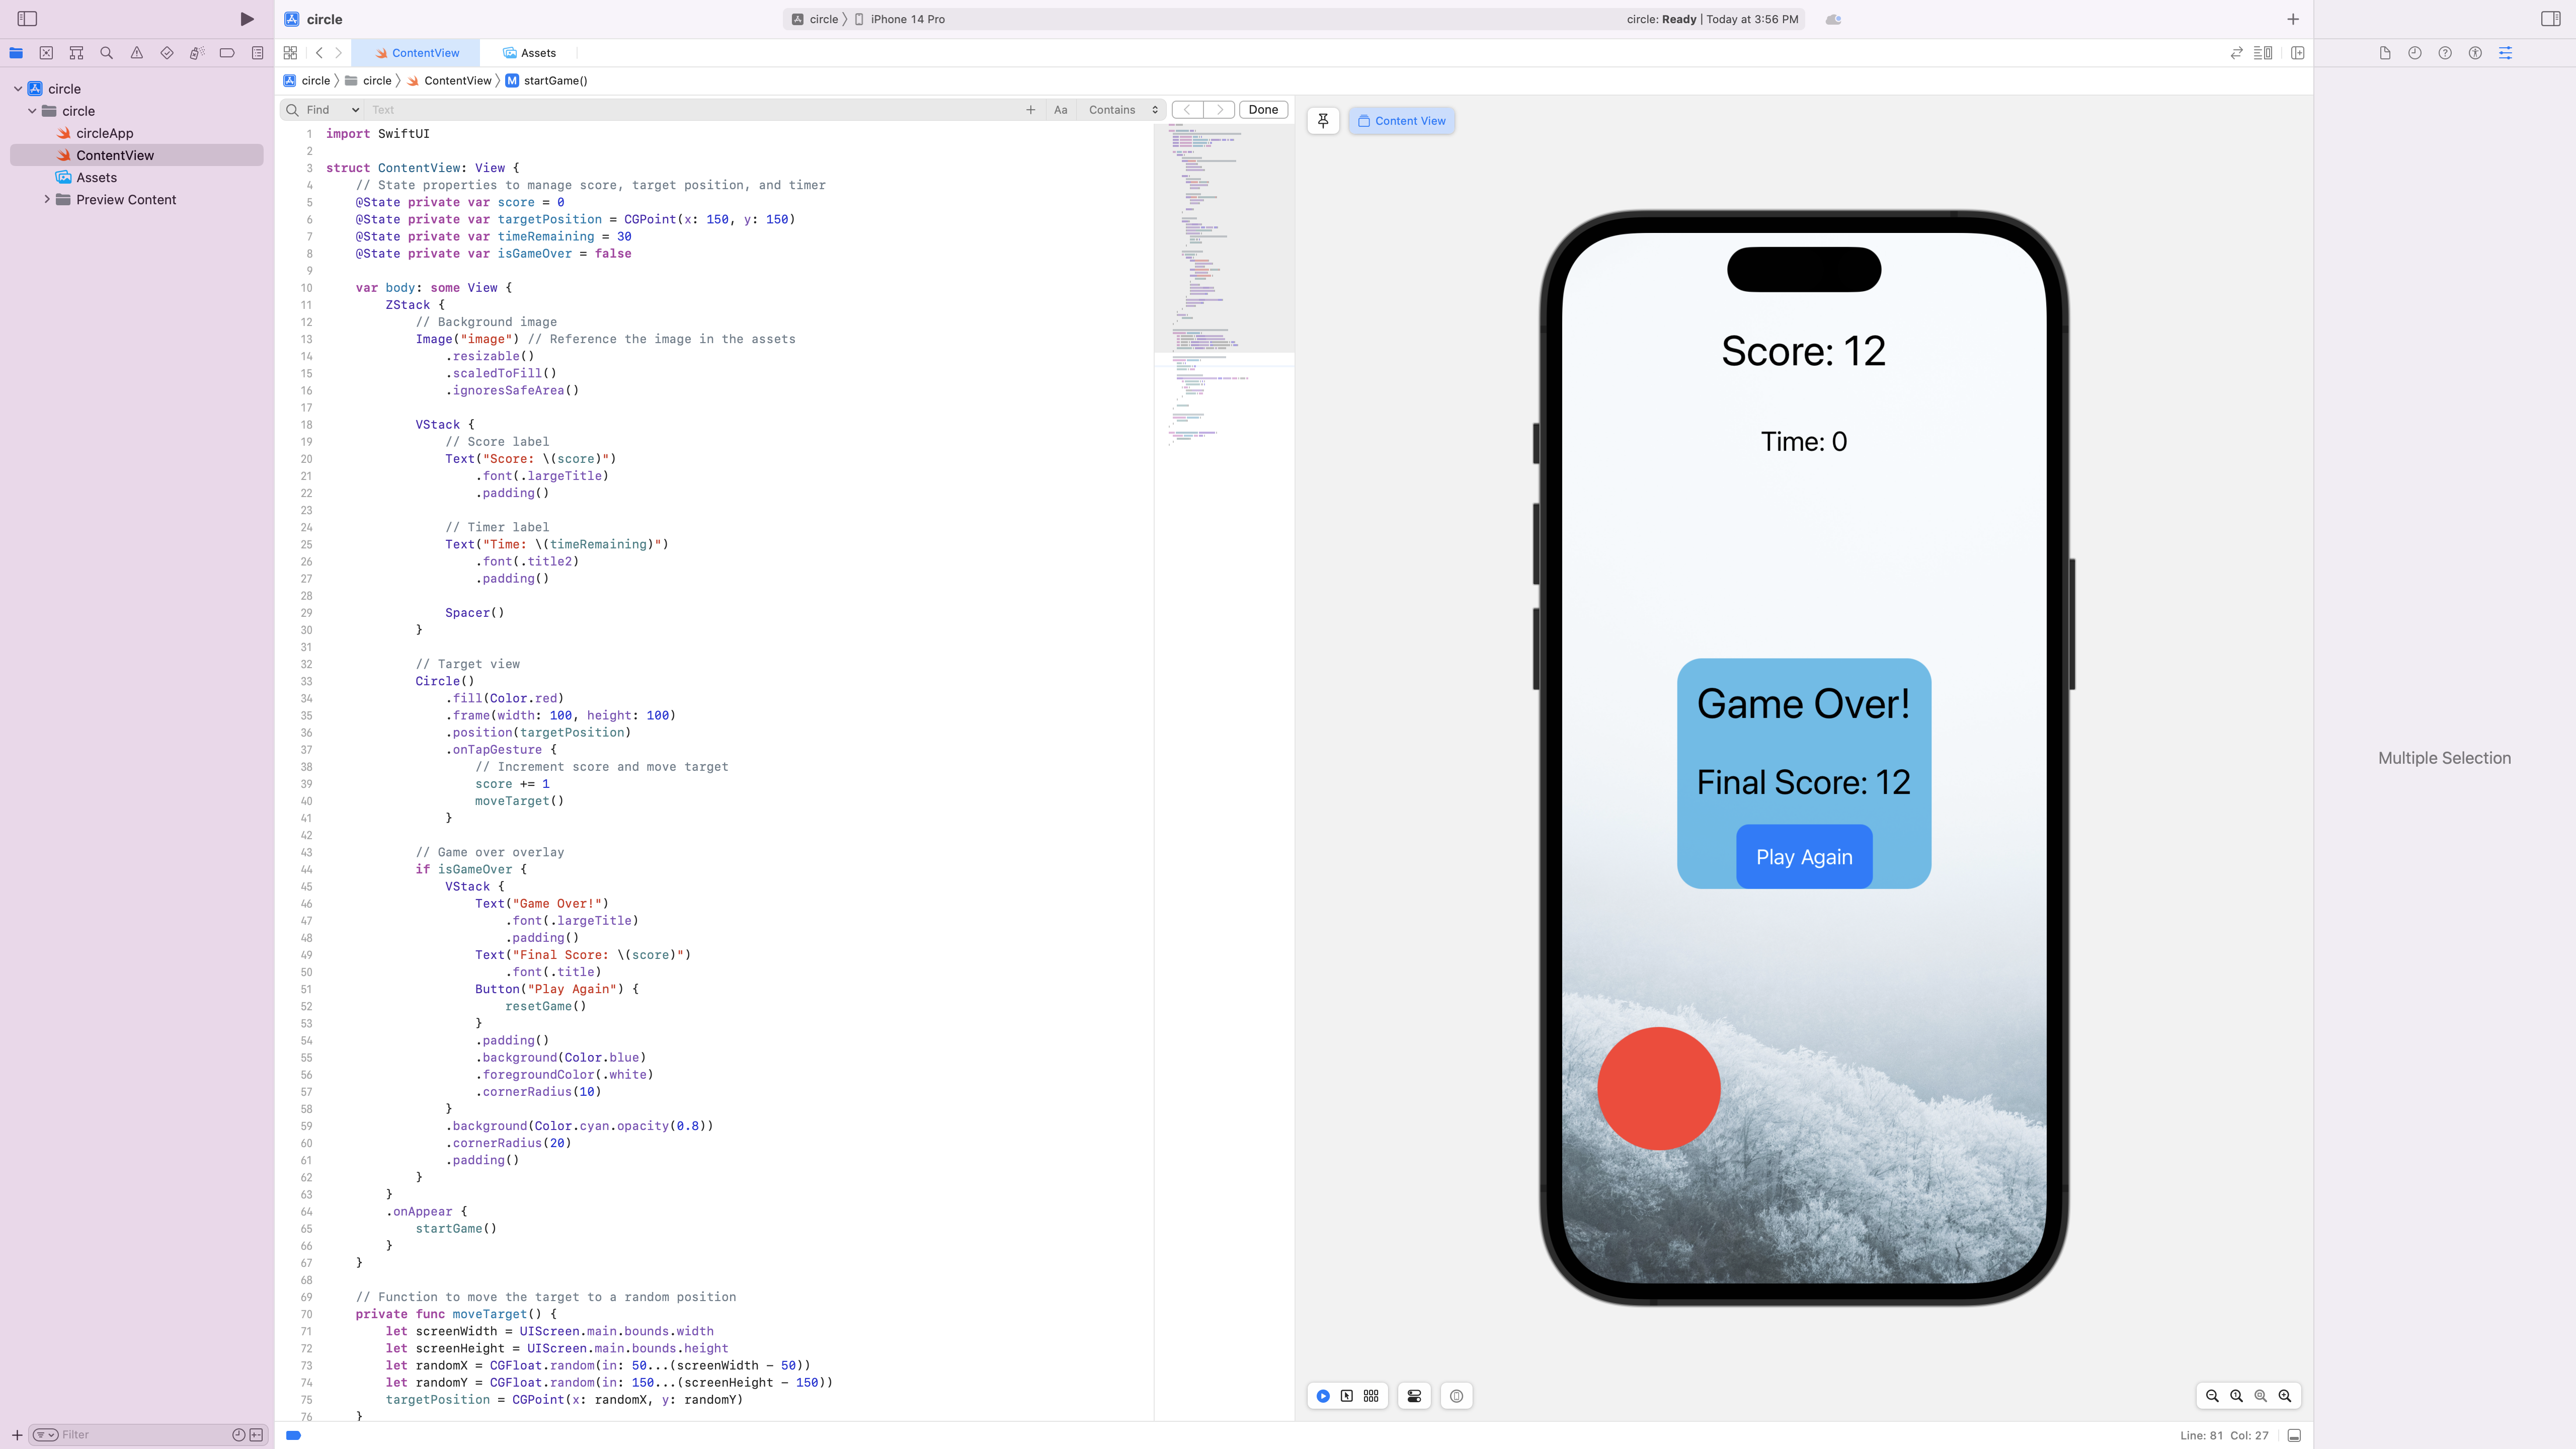 circle
circle 〉 iPhone 14 Pro
circle: Ready | Today at 3:56 PM
ContentView
Assets
circle 〉 circle 〉 ContentView 〉 M startGame()
circle
circle
circleApp
ContentView
Assets
Preview Content
Filter
Find
Text
Aa
Contains
Done
1 import SwiftUI
2
3 struct ContentView: View {
4     // State properties to manage score, target position, and timer
5     @State private var score = 0
6     @State private var targetPosition = CGPoint(x: 150, y: 150)
7     @State private var timeRemaining = 30
8     @State private var isGameOver = false
9
10     var body: some View {
11         ZStack {
12             // Background image
13             Image("image") // Reference the image in the assets
14                 .resizable()
15                 .scaledToFill()
16                 .ignoresSafeArea()
17
18             VStack {
19                 // Score label
20                 Text("Score: \(score)")
21                     .font(.largeTitle)
22                     .padding()
23
24                 // Timer label
25                 Text("Time: \(timeRemaining)")
26                     .font(.title2)
27                     .padding()
28
29                 Spacer()
30             }
31
32             // Target view
33             Circle()
34                 .fill(Color.red)
35                 .frame(width: 100, height: 100)
36                 .position(targetPosition)
37                 .onTapGesture {
38                     // Increment score and move target
39                     score += 1
40                     moveTarget()
41                 }
42
43             // Game over overlay
44             if isGameOver {
45                 VStack {
46                     Text("Game Over!")
47                         .font(.largeTitle)
48                         .padding()
49                     Text("Final Score: \(score)")
50                         .font(.title)
51                     Button("Play Again") {
52                         resetGame()
53                     }
54                     .padding()
55                     .background(Color.blue)
56                     .foregroundColor(.white)
57                     .cornerRadius(10)
58                 }
59                 .background(Color.cyan.opacity(0.8))
60                 .cornerRadius(20)
61                 .padding()
62             }
63         }
64         .onAppear {
65             startGame()
66         }
67     }
68
69     // Function to move the target to a random position
70     private func moveTarget() {
71         let screenWidth = UIScreen.main.bounds.width
72         let screenHeight = UIScreen.main.bounds.height
73         let randomX = CGFloat.random(in: 50...(screenWidth - 50))
74         let randomY = CGFloat.random(in: 150...(screenHeight - 150))
75         targetPosition = CGPoint(x: randomX, y: randomY)
76     }
Content View
Score: 12
Time: 0
Game Over!
Final Score: 12
Play Again
Multiple Selection
Line: 81 Col: 27